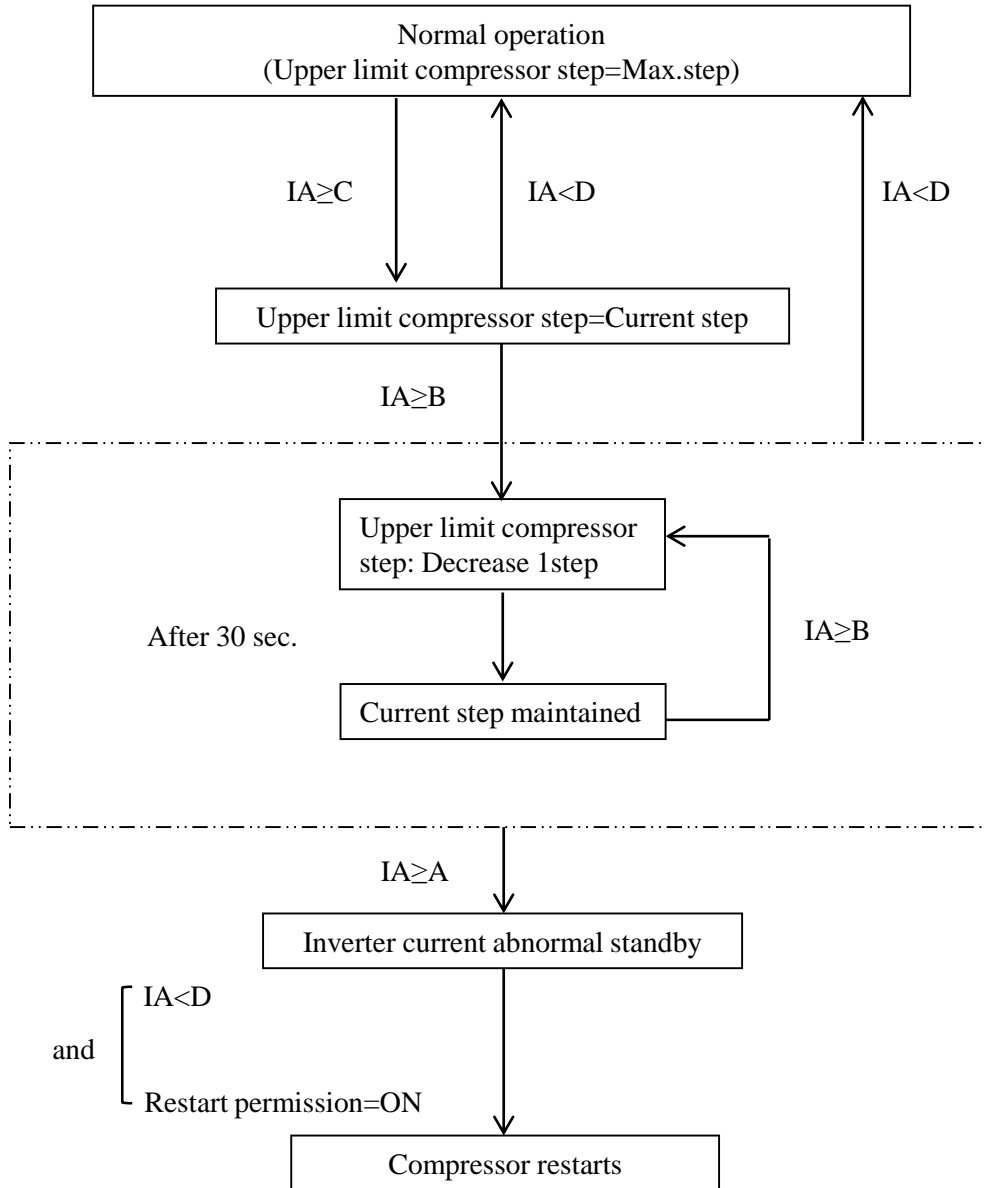 Normal operation
(Upper limit compressor step=Max.step)
IA≥C
IA<D
IA<D
Upper limit compressor step=Current step
IA≥B
Upper limit compressor
step: Decrease 1step
After 30 sec.
IA≥B
Current step maintained
IA≥A
Inverter current abnormal standby
IA<D
and
Restart permission=ON
Compressor restarts